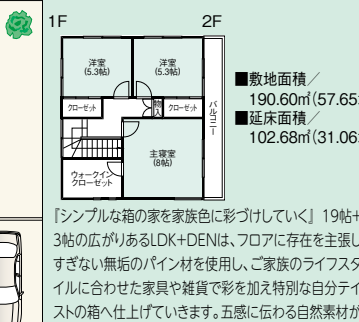 1F
2F
洋室
(5.3帖)
洋室
(5.3帖)
クローゼット
物入
クローゼット
バルコニー
主寝室
(8帖)
ウォークイン
クローゼット
■敷地面積／
190.60㎡(57.65
■延床面積／
102.68㎡(31.06
『シンプルな箱の家を家族色に彩づけしていく』 19帖+
3帖の広がりあるLDK+DENは、フロアに存在を主張し
すぎない無垢のパイン材を使用し、ご家族のライフスタ
イルに合わせた家具や雑貨で彩を加え特別な自分テイ
ストの箱へ仕上げていきます。五感に伝わる自然素材が